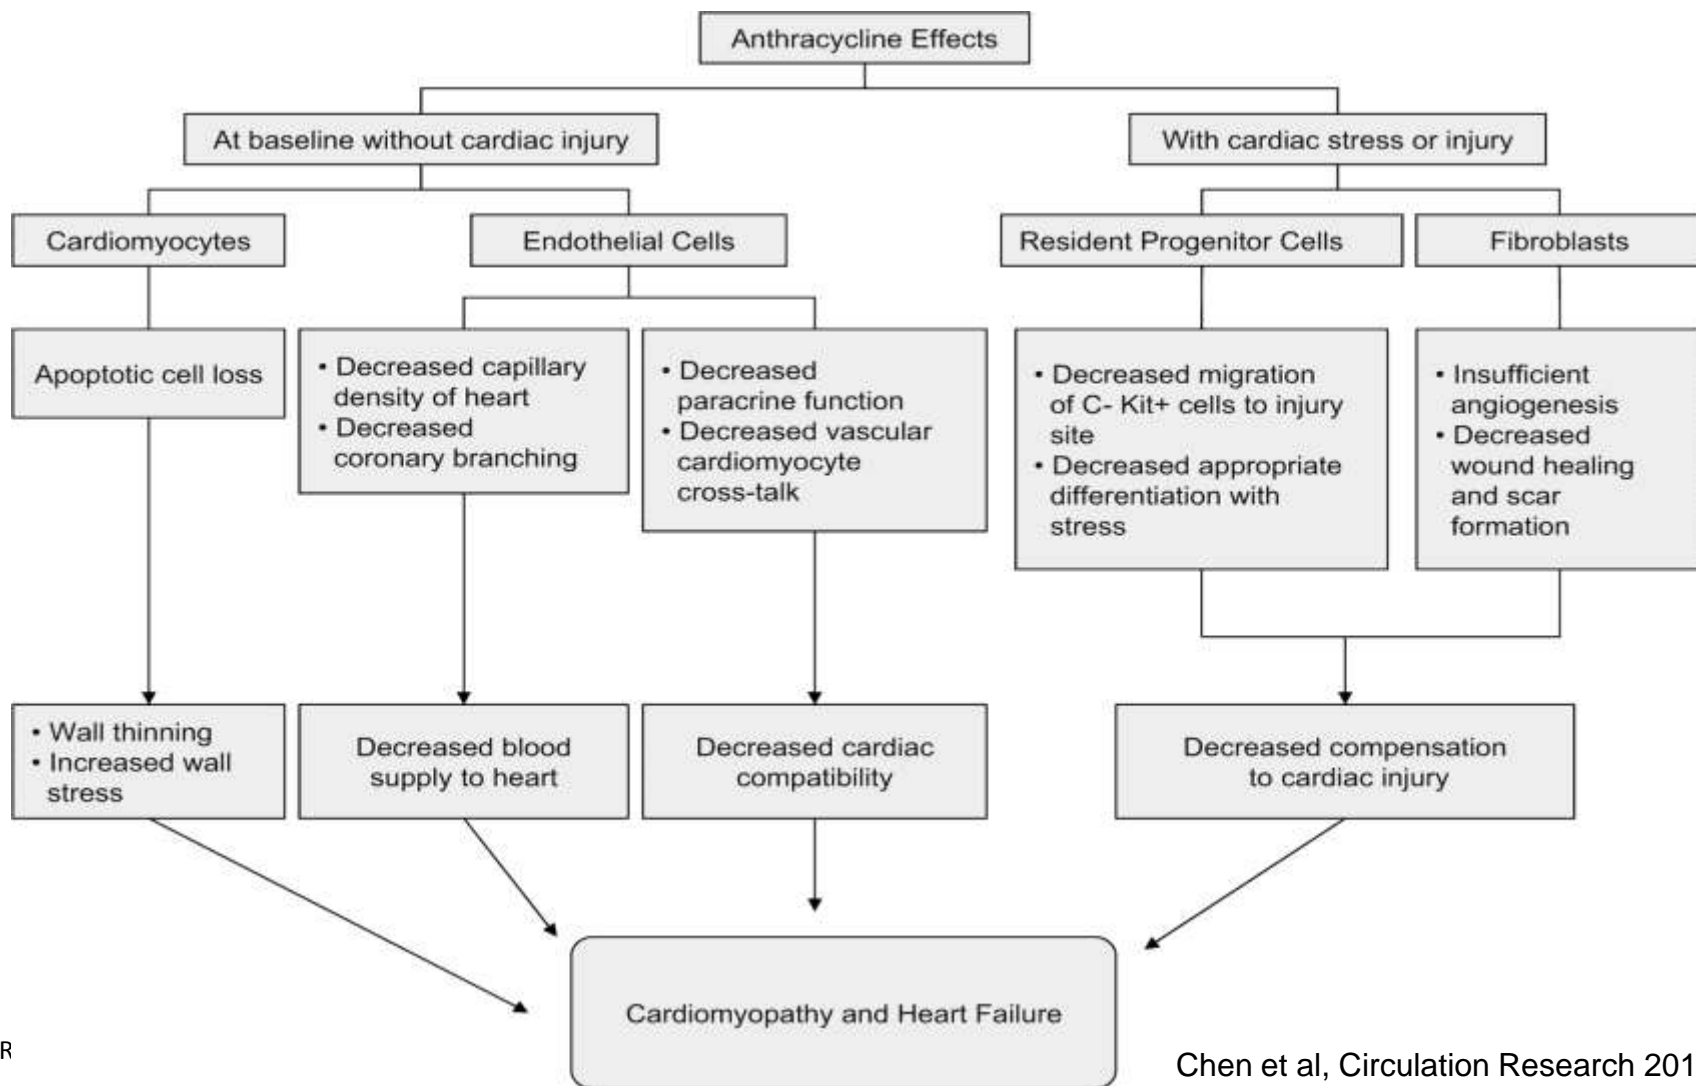 Anthracycline Effects
At baseline without cardiac injury
With cardiac stress or injury
Cardiomyocytes
Endothelial Cells
Resident Progenitor Cells
Fibroblasts
Apoptotic cell loss
• Decreased capillary
density of heart
• Decreased
coronary branching
• Decreased
paracrine function
• Decreased vascular
cardiomyocyte
cross-talk
• Decreased migration
of C- Kit+ cells to injury
site
• Decreased appropriate
differentiation with
stress
• Insufficient
angiogenesis
• Decreased
wound healing
and scar
formation
• Wall thinning
• Increased wall
stress
Decreased blood
supply to heart
Decreased cardiac
compatibility
Decreased compensation
to cardiac injury
Cardiomyopathy and Heart Failure
R
Chen et al, Circulation Research 201